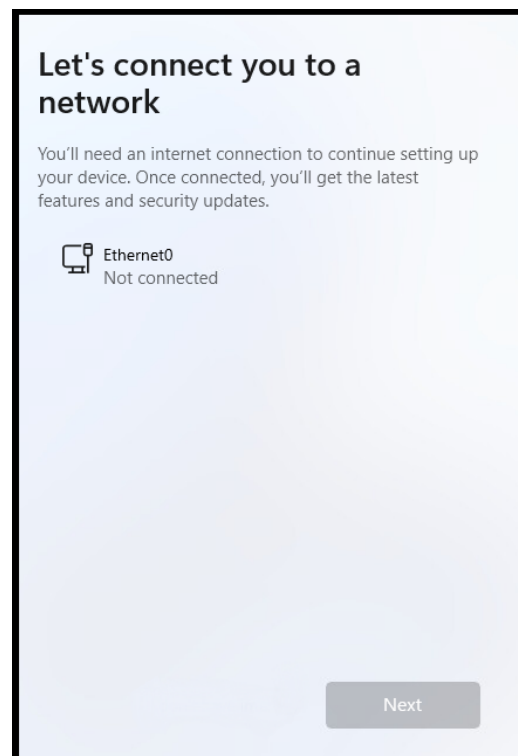 Let's connect you to a
network
You'll need an internet connection to continue setting up
your device. Once connected, you'll get the latest
features and security updates.
Ethernet0
Not connected
Next